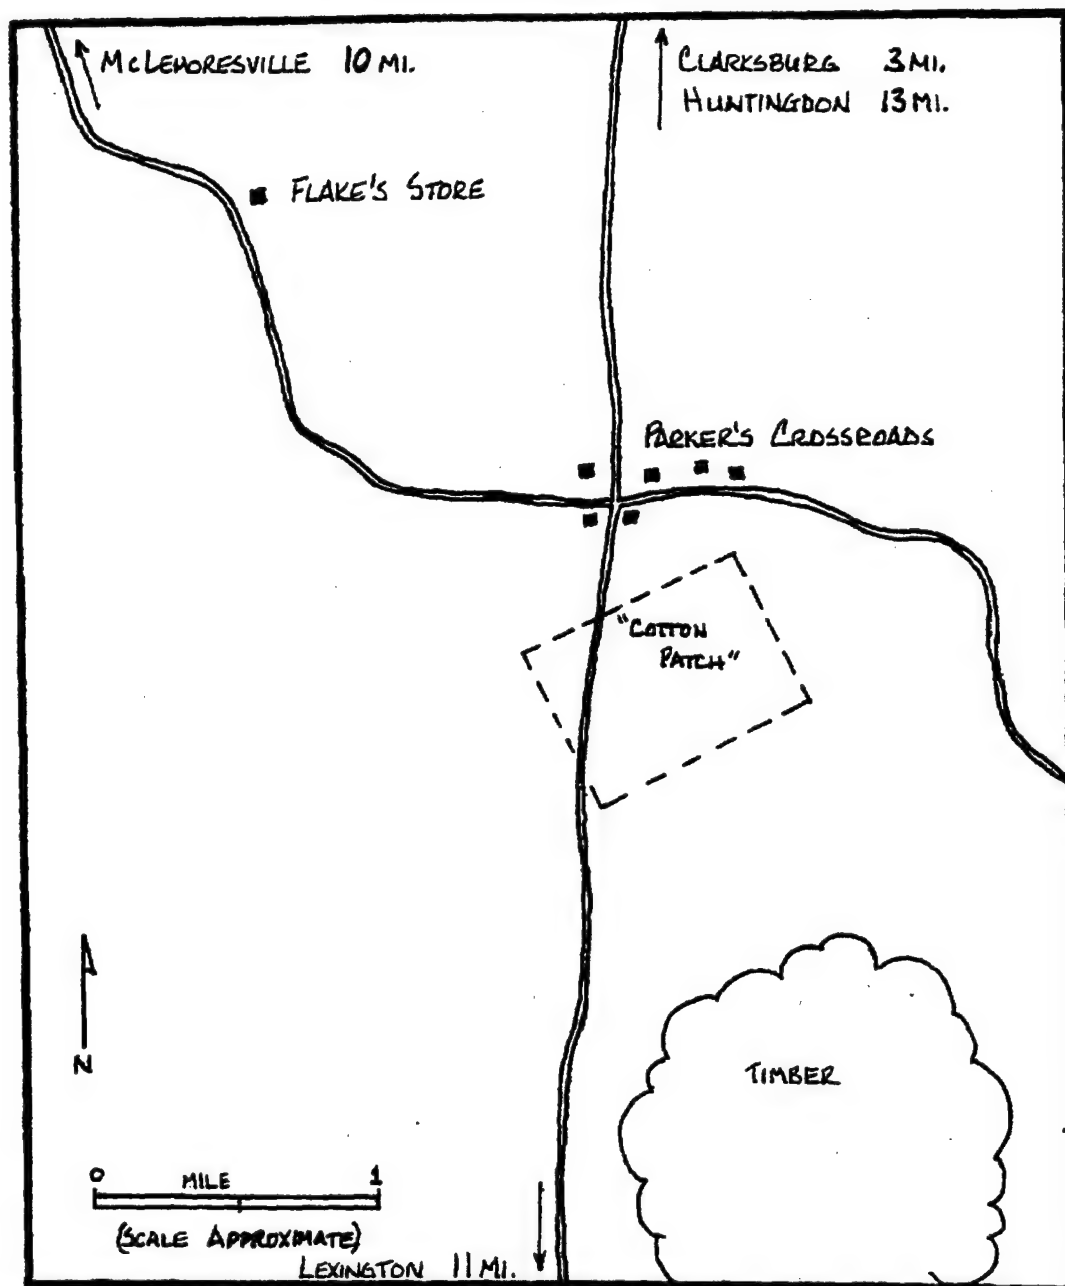 McLEMORESVILLE 10 MI.
CLARKSBURG 3 MI.
HUNTINGDON 13 MI.
FLAKE'S STORE
PARKER'S CROSSROADS
"COTTON
PATCH"
N
TIMBER
0 MILE 1
(SCALE APPROXIMATE)
LEXINGTON 11 MI.